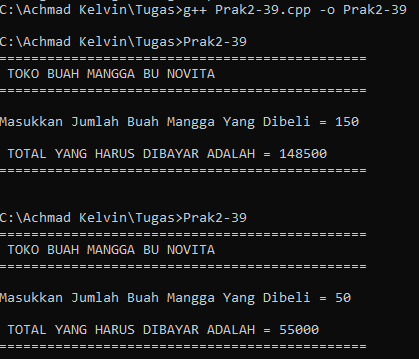 C:\Achmad Kelvin\Tugas>g++ Prak2-39.cpp -o Prak2-39
C:\Achmad Kelvin\Tugas>Prak2-39
==============================================
TOKO BUAH MANGGA BU NOVITA
==============================================
Masukkan Jumlah Buah Mangga Yang Dibeli = 150
TOTAL YANG HARUS DIBAYAR ADALAH = 148500
==============================================
C:\Achmad Kelvin\Tugas>Prak2-39
==============================================
TOKO BUAH MANGGA BU NOVITA
==============================================
Masukkan Jumlah Buah Mangga Yang Dibeli = 50
TOTAL YANG HARUS DIBAYAR ADALAH = 55000
==============================================